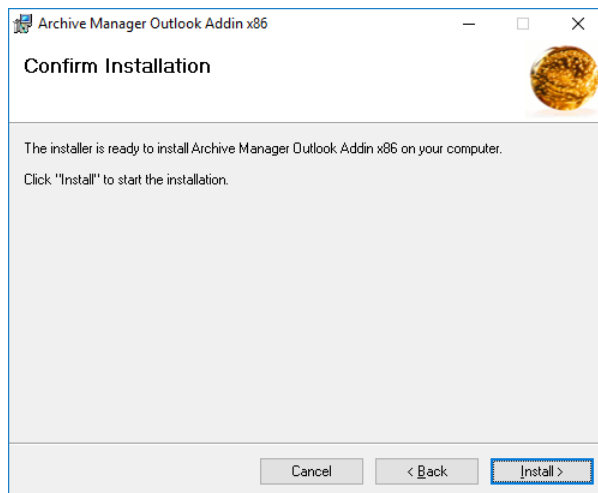 Archive Manager Outlook Addin x86
Confirm Installation
The installer is ready to install Archive Manager Outlook Addin x86 on your computer.
Click "Install" to start the installation.
Cancel
< Back
Install >